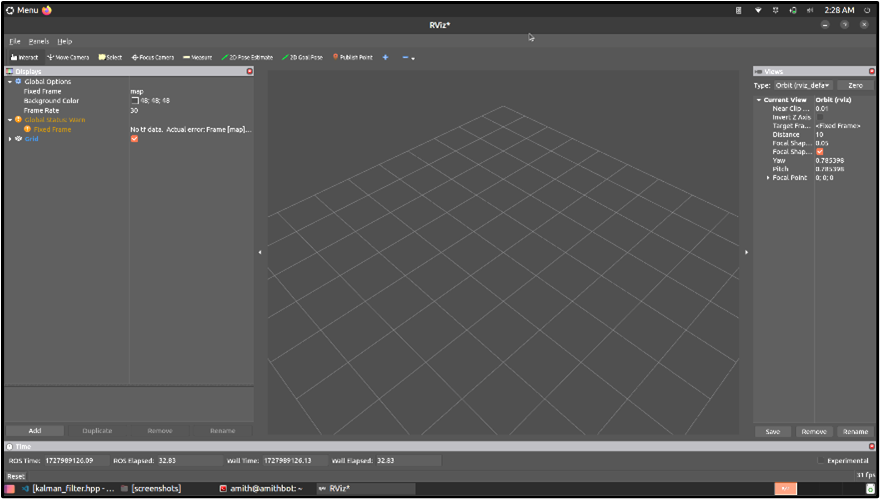 Menu 2:28 AM
RViz*
File Panels Help
Interact Move Camera Select Focus Camera Measure 2D Pose Estimate 2D Goal Pose Publish Point
Displays
Global Options
Fixed Frame map
Background Color 48; 48; 48
Frame Rate 30
Global Status: Warn
Fixed Frame No tf data. Actual error: Frame [map]...
Grid
Add Duplicate Remove Rename
Views
Type: Orbit (rviz_defa Zero
Current View Orbit (rviz)
Near Clip ... 0.01
Invert Z Axis
Target Fra... <Fixed Frame>
Distance 10
Focal Shap... 0.05
Focal Shap...
Yaw 0.785398
Pitch 0.785398
Focal Point 0; 0; 0
Save Remove Rename
Time
ROS Time: 1727989126.09 ROS Elapsed: 32.83 Wall Time: 1727989126.13 Wall Elapsed: 32.83 Experimental
Reset 31 fps
[kalman_filter.hpp - ... [screenshots] amith@amithbot: ~ RViz*